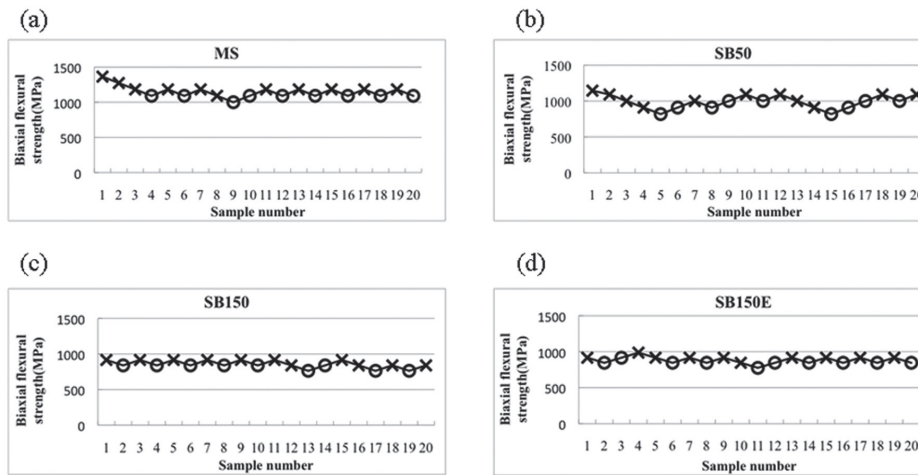 (a)
MS
Biaxial flexural
strength(MPa)
1500
1000
500
0
1 2 3 4 5 6 7 8 9 10 11 12 13 14 15 16 17 18 19 20
Sample number
(b)
SB50
Biaxial flexural
strength(MPa)
1500
1000
500
0
1 2 3 4 5 6 7 8 9 10 11 12 13 14 15 16 17 18 19 20
Sample number
(c)
SB150
Biaxial flexural
strength(MPa)
1500
1000
500
0
1 2 3 4 5 6 7 8 9 10 11 12 13 14 15 16 17 18 19 20
Sample number
(d)
SB150E
Biaxial flexural
strength(MPa)
1500
1000
500
0
1 2 3 4 5 6 7 8 9 10 11 12 13 14 15 16 17 18 19 20
Sample number